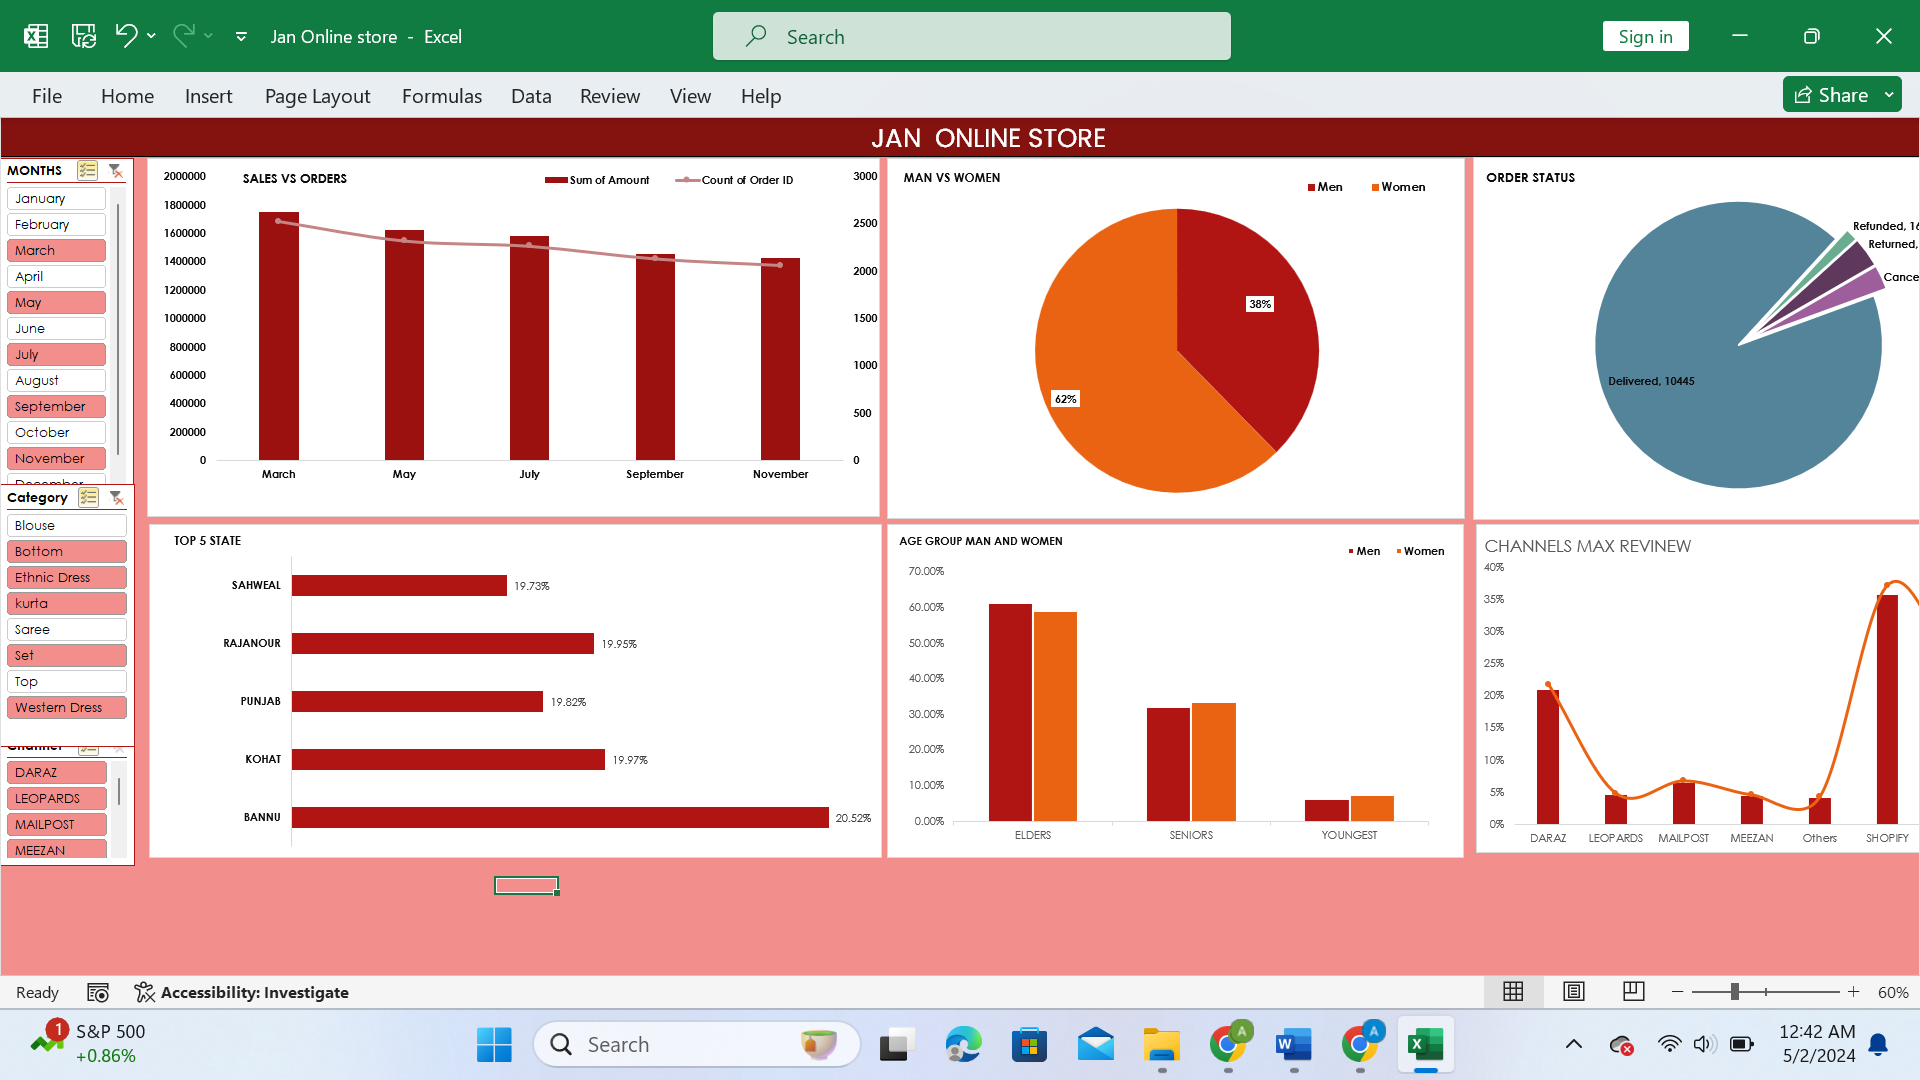 Jan Online store - Excel
Search
Sign in
File Home Insert Page Layout Formulas Data Review View Help
Share
JAN ONLINE STORE
MONTHS
January
February
March
April
May
June
July
August
September
October
November
December
Category
Blouse
Bottom
Ethnic Dress
kurta
Saree
Set
Top
Western Dress
Channel
DARAZ
LEOPARDS
MAILPOST
MEEZAN
SALES VS ORDERS
Sum of Amount
Count of Order ID
2000000
1800000
1600000
1400000
1200000
1000000
800000
600000
400000
200000
0
3000
2500
2000
1500
1000
500
0
March May July September November
MAN VS WOMEN
Men Women
38%
62%
ORDER STATUS
Refunded, 16
Returned,
Cance
Delivered, 10445
TOP 5 STATE
SAHWEAL 19.73%
RAJANOUR 19.95%
PUNJAB 19.82%
KOHAT 19.97%
BANNU 20.52%
AGE GROUP MAN AND WOMEN
Men Women
70.00%
60.00%
50.00%
40.00%
30.00%
20.00%
10.00%
0.00%
ELDERS SENIORS YOUNGEST
CHANNELS MAX REVINEW
40%
35%
30%
25%
20%
15%
10%
5%
0%
DARAZ LEOPARDS MAILPOST MEEZAN Others SHOPIFY
Ready
Accessibility: Investigate
60%
1
S&P 500
+0.86%
Search
A
A
12:42 AM
5/2/2024